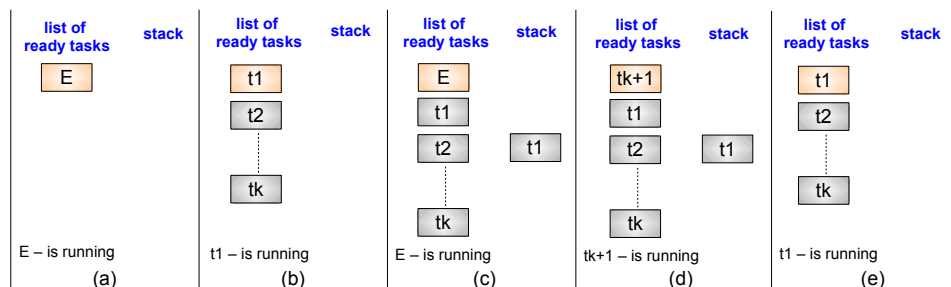 list of
ready tasks
stack
E
E – is running
(a)
list of
ready tasks
stack
t1
t2
tk
t1 – is running
(b)
list of
ready tasks
stack
E
t1
t2
t1
tk
E – is running
(c)
list of
ready tasks
stack
tk+1
t1
t2
t1
tk
tk+1 – is running
(d)
list of
ready tasks
stack
t1
t2
tk
t1 – is running
(e)